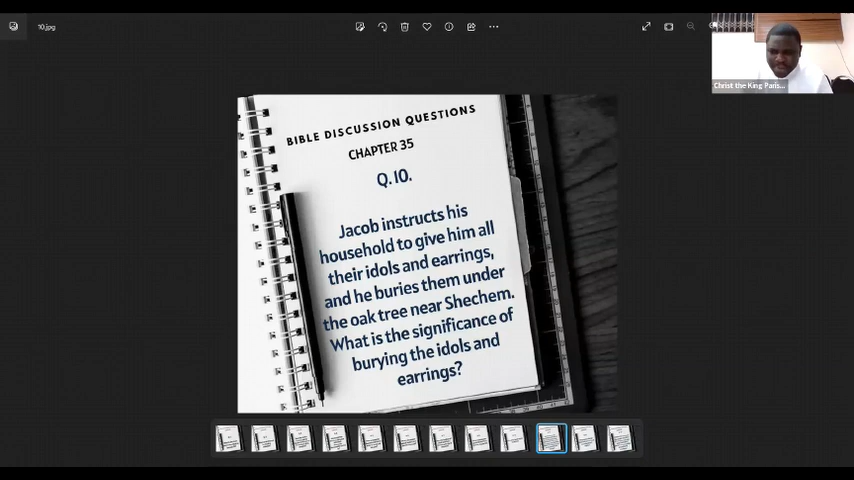 10.jpg
Christ the King Paris...
BIBLE DISCUSSION QUESTIONS
CHAPTER 35
Q.10.
Jacob instructs his
household to give him all
their idols and earrings,
and he buries them under
the oak tree near Shechem.
What is the significance of
burying the idols and
earrings?